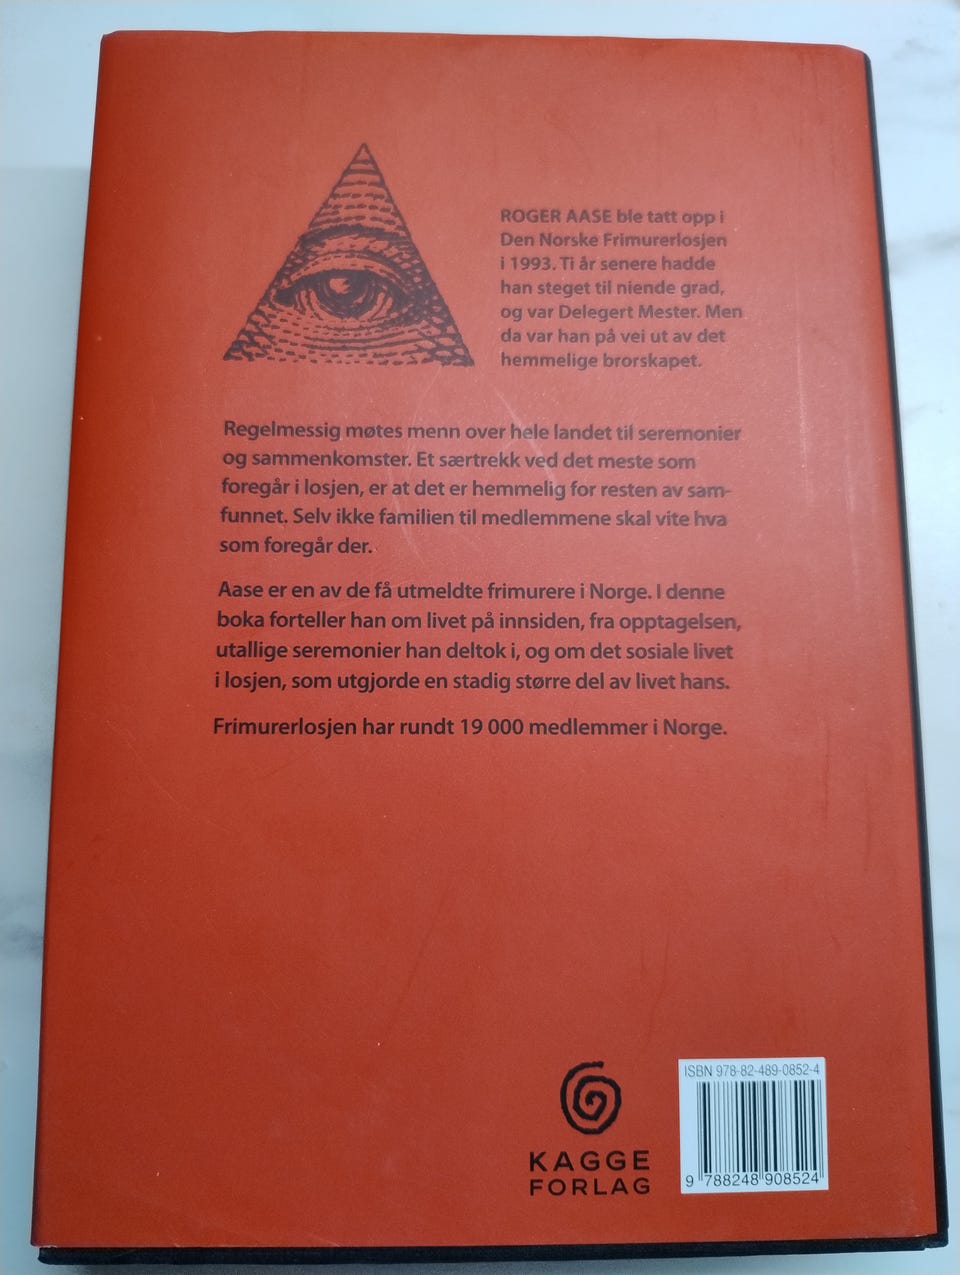 ROGER AASE ble tatt opp i
Den Norske Frimurerlosjen
i 1993. Ti år senere hadde
han steget til niende grad,
og var Delegert Mester. Men
da var han på vei ut av det
hemmelige brorskapet.
Regelmessig møtes menn over hele landet til seremonier
og sammenkomster. Et særtrekk ved det meste som
foregår i losjen, er at det er hemmelig for resten av sam-
funnet. Selv ikke familien til medlemmene skal vite hva
som foregår der.
Aase er en av de få utmeldte frimurere i Norge. I denne
boka forteller han om livet på innsiden, fra opptagelsen,
utallige seremonier han deltok i, og om det sosiale livet
i losjen, som utgjorde en stadig større del av livet hans.
Frimurerlosjen har rundt 19 000 medlemmer i Norge.
KAGGE
FORLAG
ISBN 978-82-489-0852-4
9 788248 908524